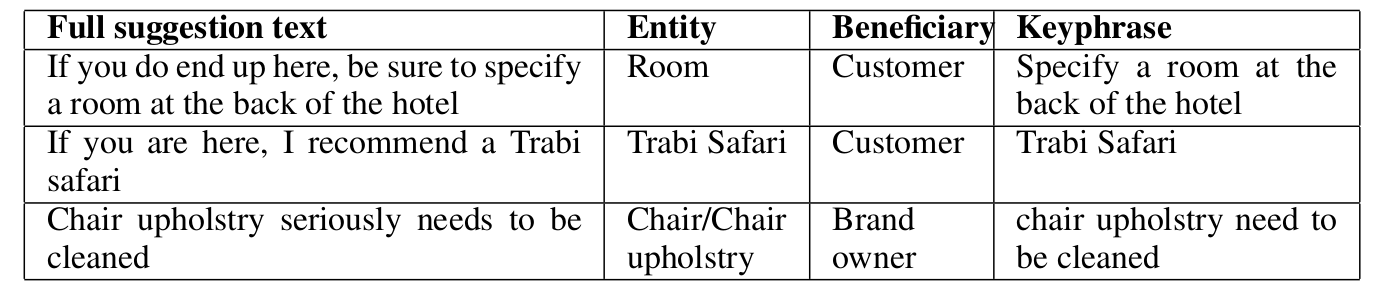 Full suggestion text Entity Beneficiary Keyphrase
If you do end up here, be sure to specify Room Customer Specify a room at the
a room at the back of the hotel back of the hotel
If you are here, I recommend a Trabi Trabi Safari Customer Trabi Safari
safari
Chair upholstry seriously needs to be Chair/Chair Brand chair upholstry need to
cleaned upholstry owner be cleaned